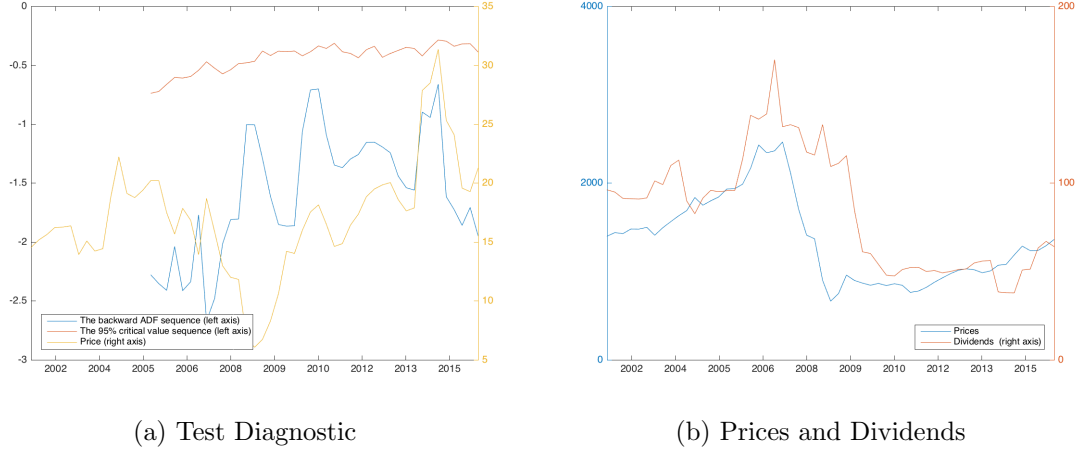 0
-0.5
-1
-1.5
-2
-2.5
-3
35
30
25
20
15
10
5
The backward ADF sequence (left axis)
The 95% critical value sequence (left axis)
Price (right axis)
2002 2003 2005 2006 2008 2009 2010 2012 2013 2015
(a) Test Diagnostic
4000
2000
0
200
100
0
Prices
Dividends (right axis)
2002 2003 2005 2006 2008 2009 2010 2012 2013 2015
(b) Prices and Dividends